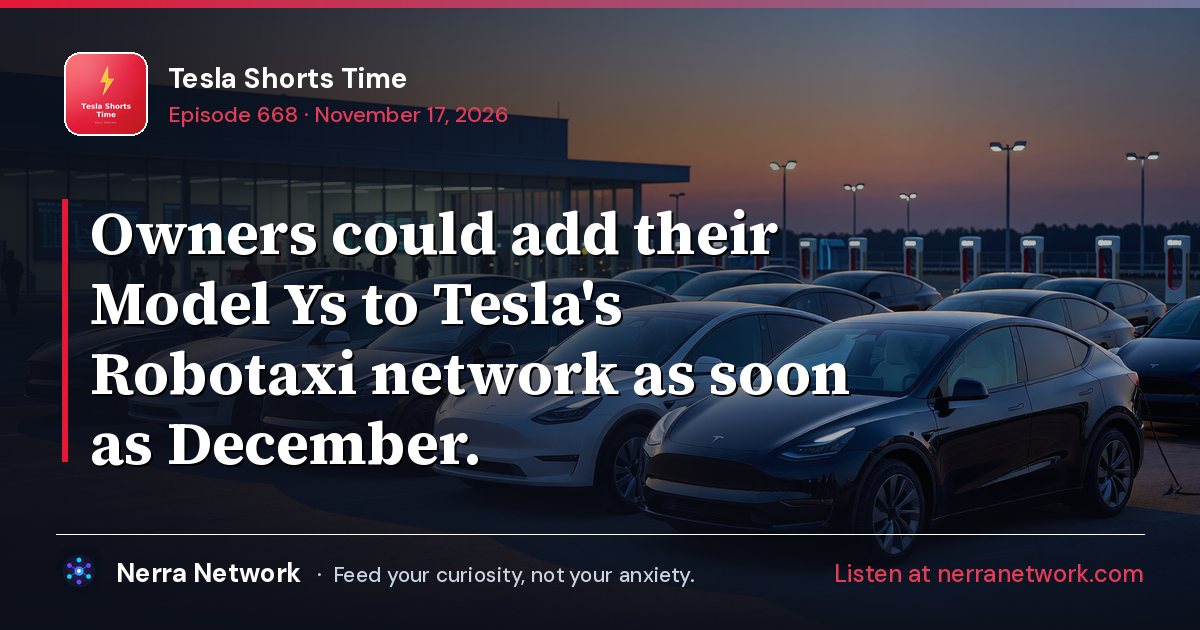 Tesla Shorts Time
Episode 668 · November 17, 2026
Tesla Shorts
Time
Owners could add their
Model Ys to Tesla's
Robotaxi network as soon
as December.
Nerra Network · Feed your curiosity, not your anxiety.
Listen at nerranetwork.com